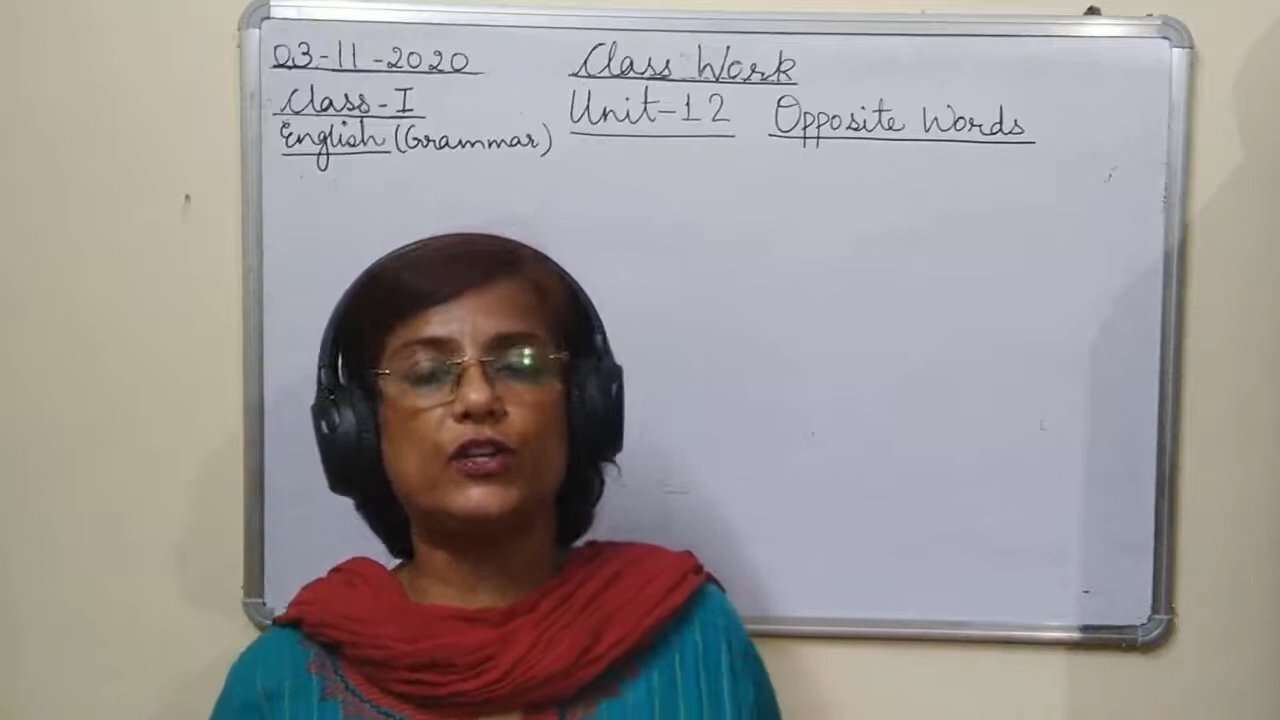 03-11-2020 Class Work
Class-I Unit-12 Opposite Words
English (Grammar)